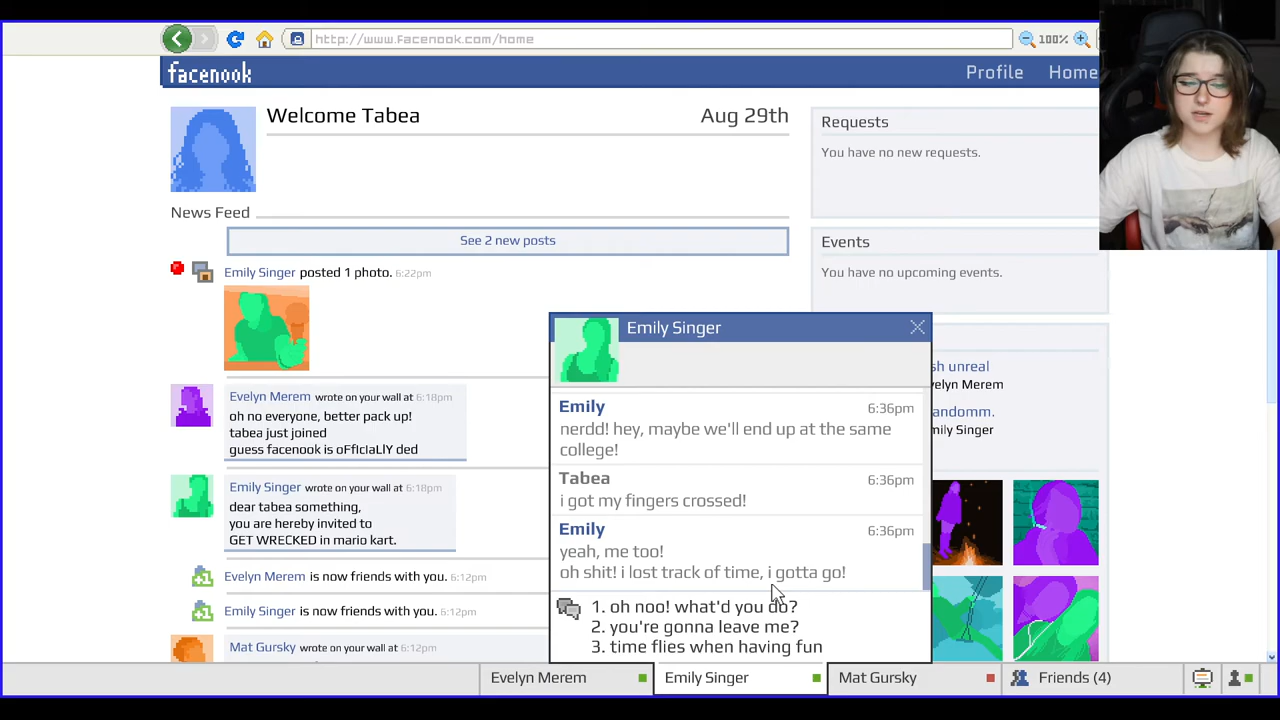 http://www.facenook.com/home
100%
facenook
Profile Home
Welcome Tabea
Aug 29th
News Feed
See 2 new posts
Emily Singer posted 1 photo. 6:22pm
Evelyn Merem wrote on your wall at 6:18pm
oh no everyone, better pack up!
tabea just joined
guess facenook is oFfIciaLlY ded
Emily Singer wrote on your wall at 6:18pm
dear tabea something,
you are hereby invited to
GET WRECKED in mario kart.
+1 Evelyn Merem is now friends with you. 6:12pm
+1 Emily Singer is now friends with you. 6:12pm
Mat Gursky wrote on your wall at 6:12pm
Requests
You have no new requests.
Events
You have no upcoming events.
unreal
Merem
Singer
Emily Singer
Emily 6:36pm
nerdd! hey, maybe we'll end up at the same
college!
Tabea 6:36pm
i got my fingers crossed!
Emily 6:36pm
yeah, me too!
oh shit! i lost track of time, i gotta go!
1. oh noo! what'd you do?
2. you're gonna leave me?
3. time flies when having fun
Evelyn Merem
Emily Singer
Mat Gursky
Friends (4)